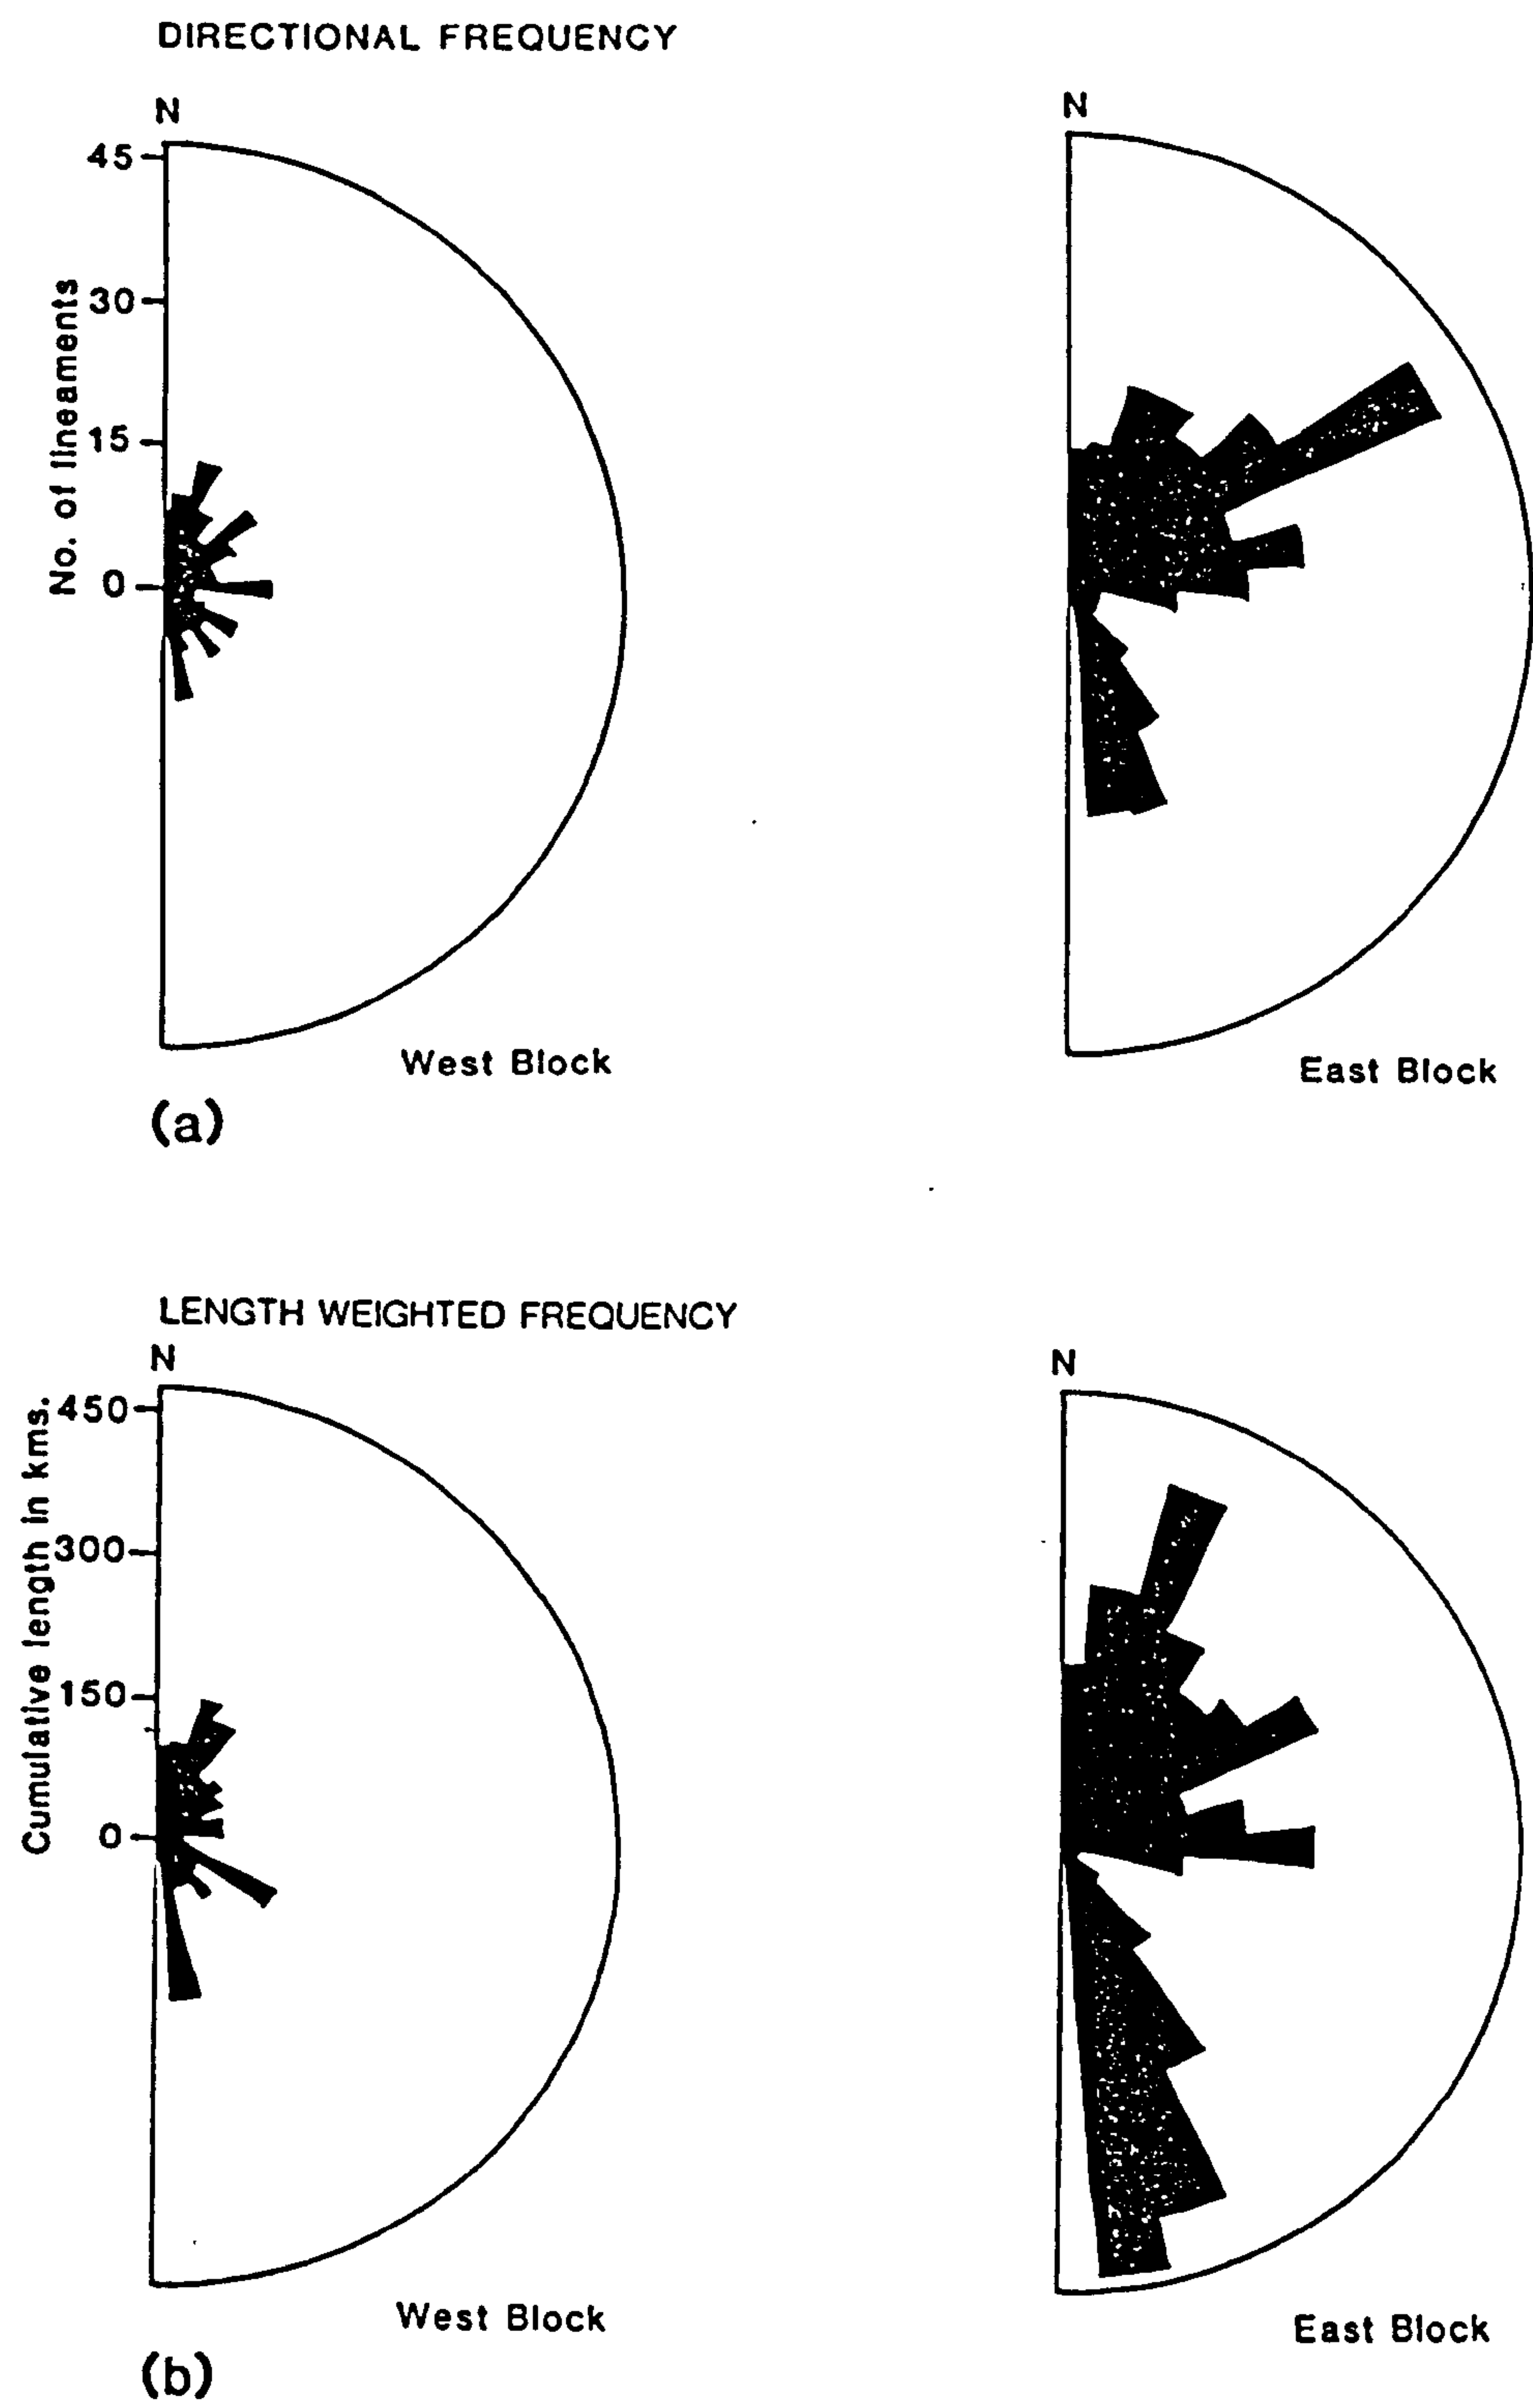 DIRECTIONAL FREQUENCY
N
N
45
30
15
0
No. of lineaments
West Block
East Block
(a)
LENGTH WEIGHTED FREQUENCY
N
N
450
300
150
0
Cumulative length in kms.
West Block
East Block
(b)